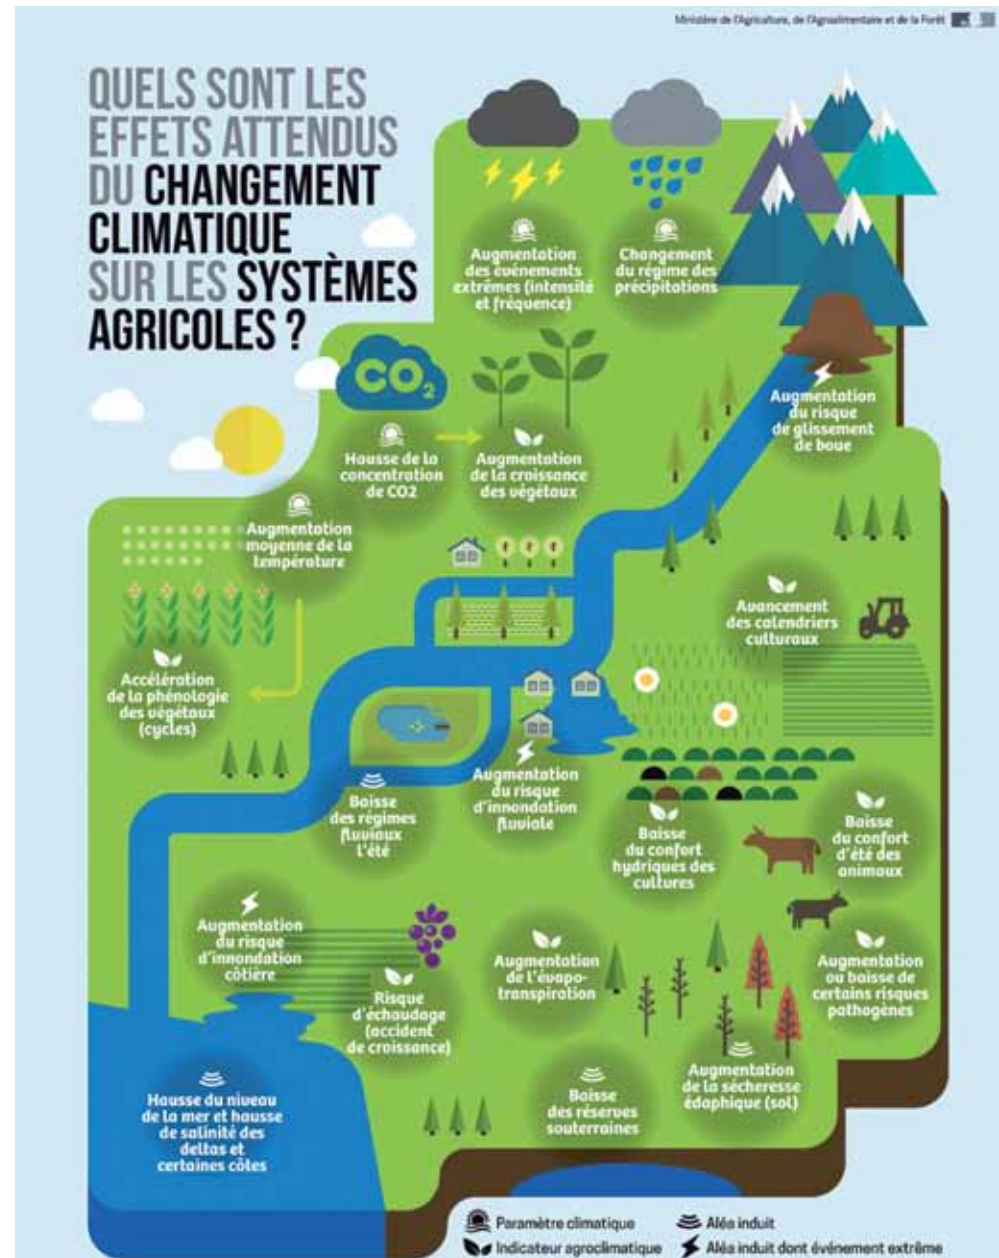 Ministère de l'Agriculture, de l'Agroalimentaire et de la Forêt
QUELS SONT LES
EFFETS ATTENDUS
DU CHANGEMENT
CLIMATIQUE
SUR LES SYSTÈMES
AGRICOLES ?
Augmentation
des événements
extrêmes (intensité
et fréquence)
Changement
du régime des
précipitations
CO2
Hausse de la
concentration
de CO2
Augmentation
de la croissance
des végétaux
Augmentation
du risque
de glissement
de boue
Augmentation
moyenne de la
température
Avancement
des calendriers
culturaux
Accélération
de la phénologie
des végétaux
(cycles)
Baisse
des régimes
fluviaux
l'été
Augmentation
du risque
d'innondation
fluviale
Baisse
du confort
hydriques des
cultures
Baisse
du confort
d'été des
animaux
Augmentation
du risque
d'innondation
côtière
Risque
d'échaudage
(accident
de croissance)
Augmentation
de l'évapo-
transpiration
Augmentation
ou baisse de
certains risques
pathogènes
Hausse du niveau
de la mer et hausse
de salinité des
deltas et
certaines côtes
Baisse
des réserves
souterraines
Augmentation
de la sécheresse
édaphique (sol)
Paramètre climatique
Aléa induit
Indicateur agroclimatique
Aléa induit dont événement extrême